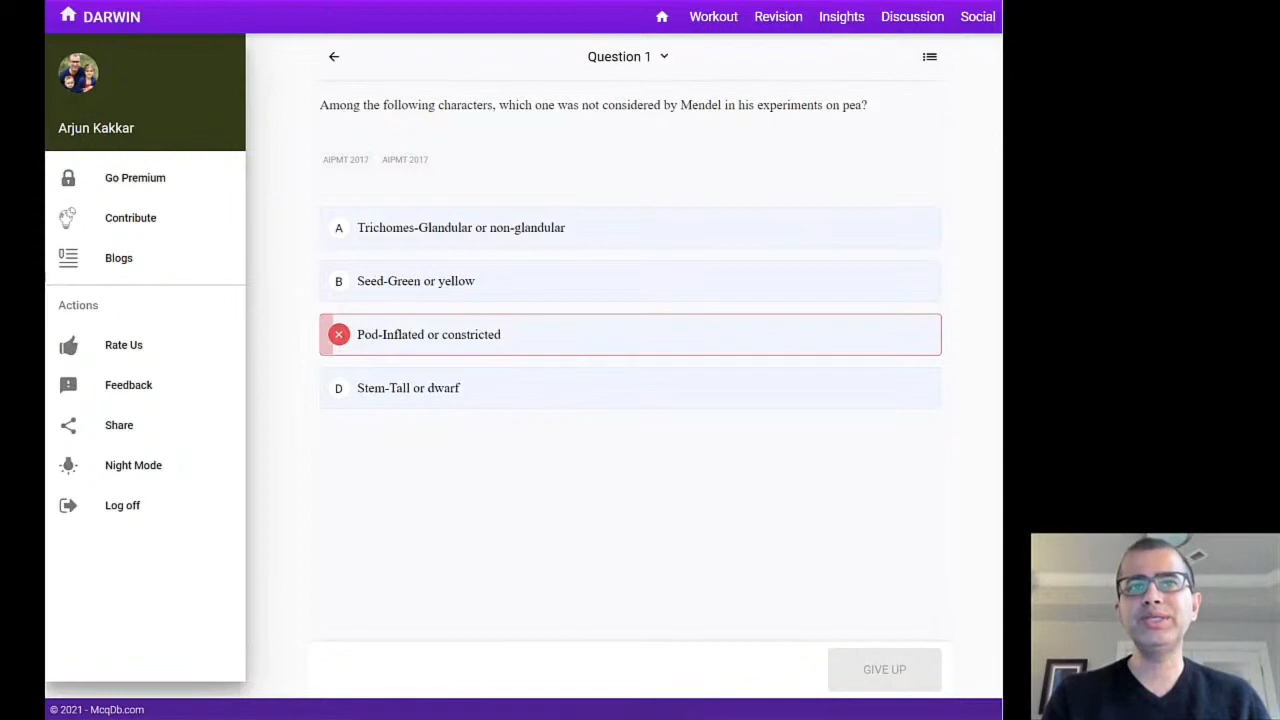 DARWIN
Workout Revision Insights Discussion Social
Arjun Kakkar
Go Premium
Contribute
Blogs
Actions
Rate Us
Feedback
Share
Night Mode
Log off
Question 1
Among the following characters, which one was not considered by Mendel in his experiments on pea?
AIPMT 2017 AIPMT 2017
A Trichomes-Glandular or non-glandular
B Seed-Green or yellow
Pod-Inflated or constricted
D Stem-Tall or dwarf
GIVE UP
© 2021 - McqDb.com